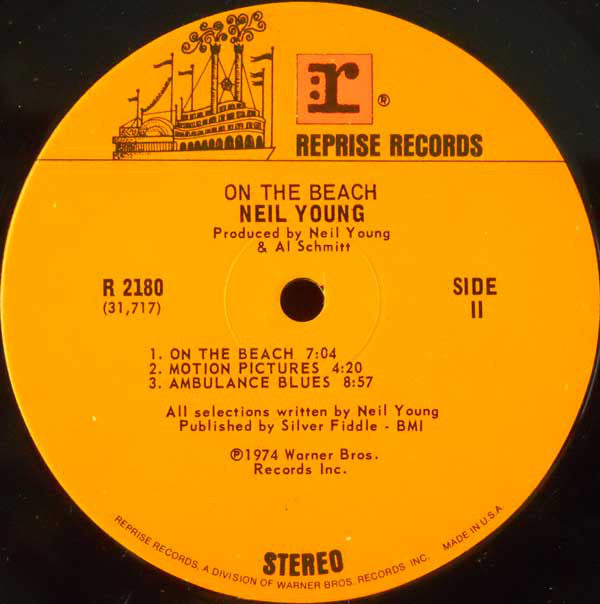 r ®
REPRISE RECORDS
ON THE BEACH
NEIL YOUNG
Produced by Neil Young
& Al Schmitt
R 2180
(31,717)
SIDE
II
1. ON THE BEACH 7:04
2. MOTION PICTURES 4:20
3. AMBULANCE BLUES 8:57
All selections written by Neil Young
Published by Silver Fiddle - BMI
℗1974 Warner Bros.
Records Inc.
STEREO
REPRISE RECORDS, A DIVISION OF WARNER BROS. RECORDS INC. MADE IN U.S.A.